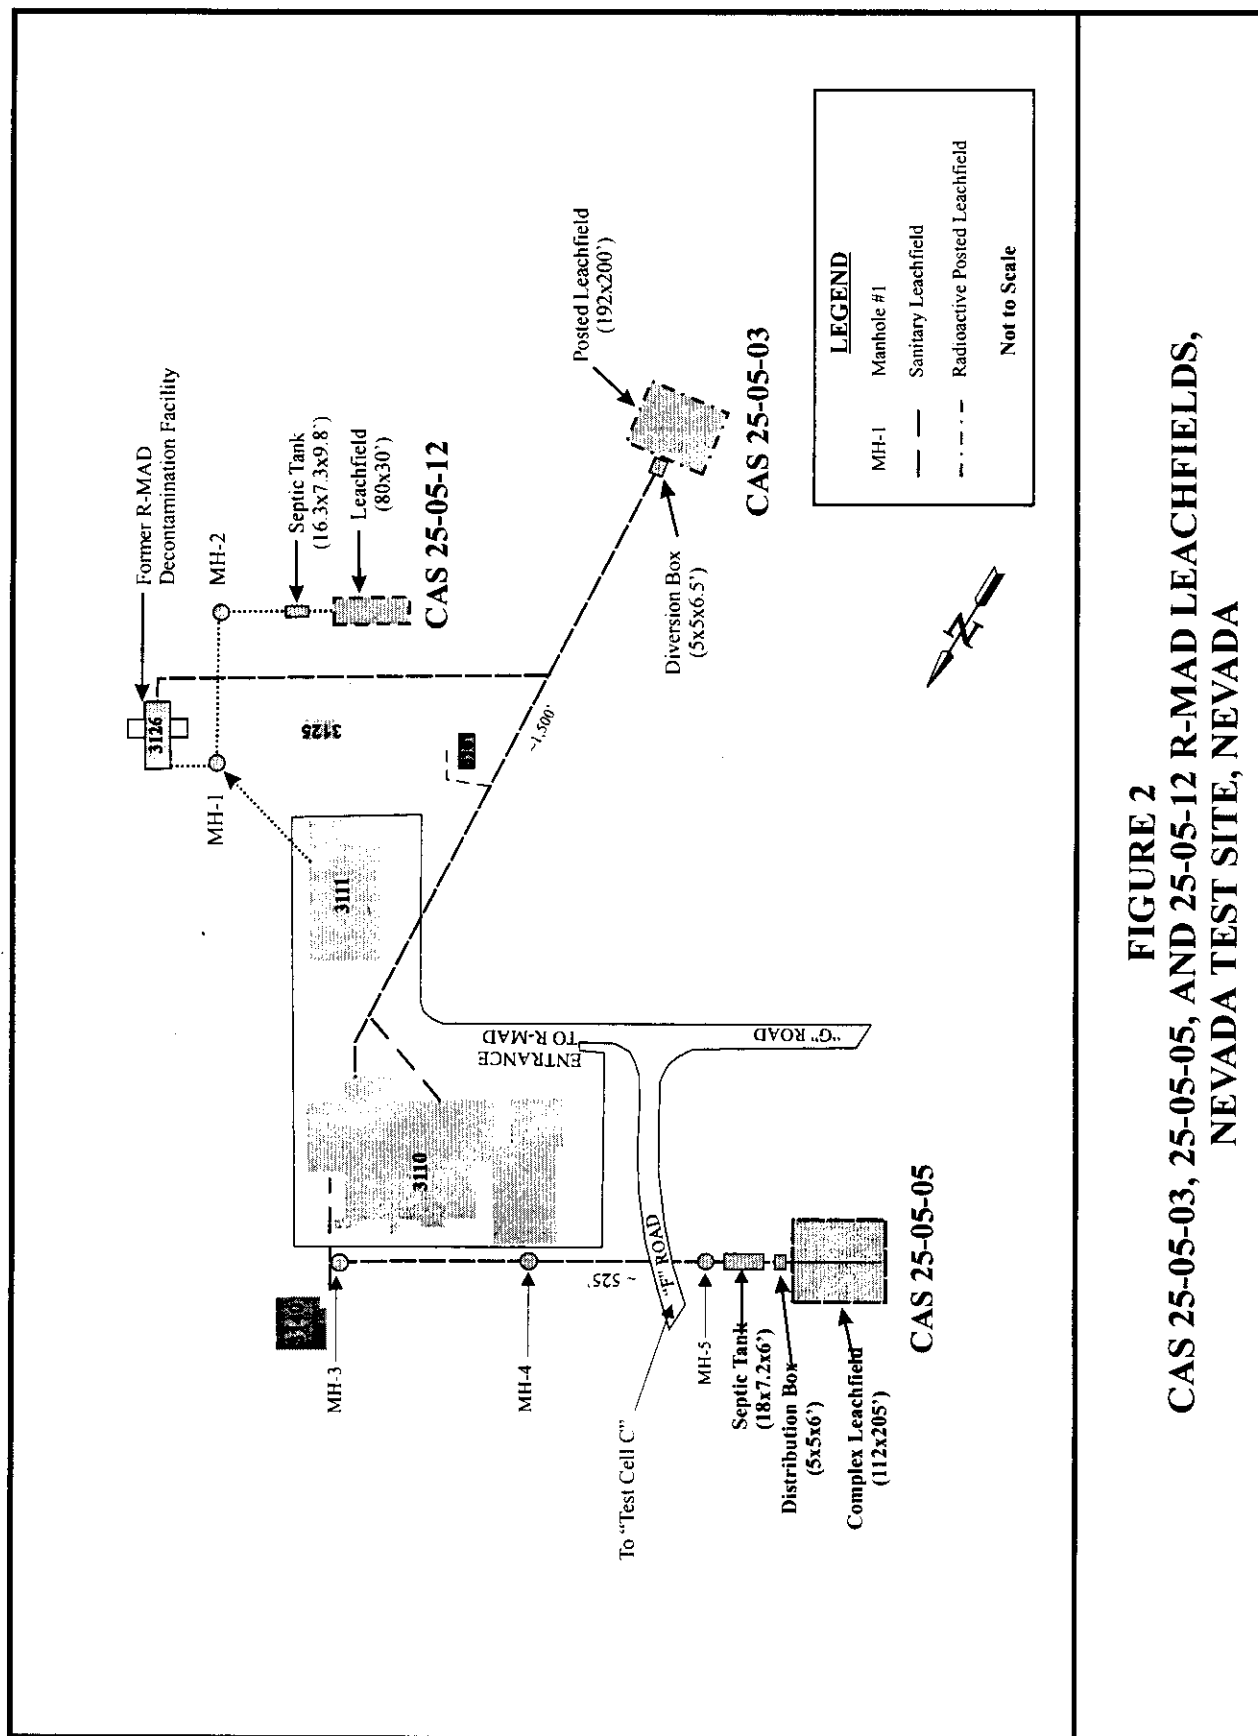 Former R-MAD
Decontamination Facility
3126
MH-1
MH-2
3125
Septic Tank
(16.3x7.3x9.8')
Leachfield
(80x30')
CAS 25-05-12
3111
~1,500'
Posted Leachfield
(192x200')
Diversion Box
(5x5x6.5')
CAS 25-05-03
3110
ENTRANCE
TO R-MAD
"G" ROAD
"F" ROAD
MH-3
MH-4
~ 525'
MH-5
To "Test Cell C"
Septic Tank
(18x7.2x6')
Distribution Box
(5x5x6')
Complex Leachfield
(112x205')
CAS 25-05-05
N
LEGEND
MH-1 Manhole #1
Sanitary Leachfield
Radioactive Posted Leachfield
Not to Scale
FIGURE 2
CAS 25-05-03, 25-05-05, AND 25-05-12 R-MAD LEACHFIELDS,
NEVADA TEST SITE, NEVADA